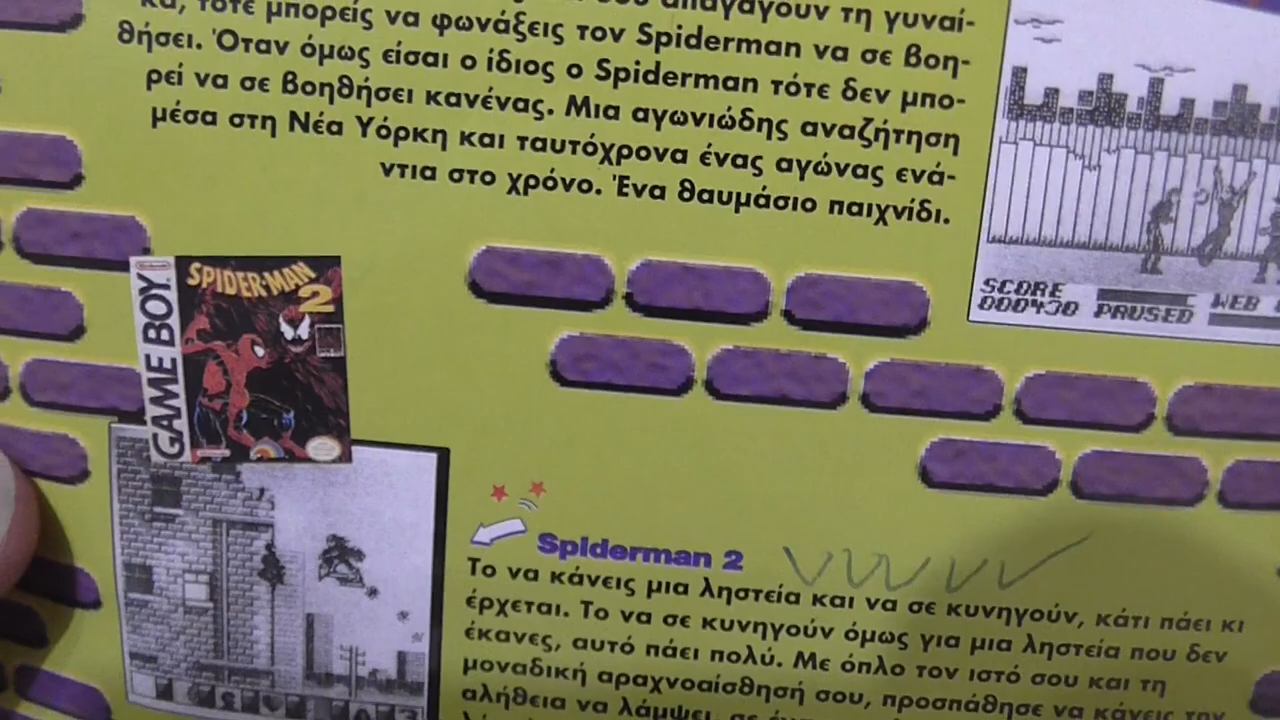 τότε μπορείς να φωνάξεις τον Spiderman να σε βοη-
θήσει. Όταν όμως είσαι ο ίδιος ο Spiderman τότε δεν μπο-
ρεί να σε βοηθήσει κανένας. Μια αγωνιώδης αναζήτηση
μέσα στη Νέα Υόρκη και ταυτόχρονα ένας αγώνας ενά-
ντια στο χρόνο. Ένα θαυμάσιο παιχνίδι.
SCORE
000430 PAUSED WEB
Nintendo
GAME BOY
SPIDER-MAN
2
Spiderman 2
Το να κάνεις μια ληστεία και να σε κυνηγούν, κάτι πάει κι
έρχεται. Το να σε κυνηγούν όμως για μια ληστεία που δεν
έκανες, αυτό πάει πολύ. Με όπλο τον ιστό σου και τη
μοναδική αραχνοαίσθησή σου, προσπάθησε να κάνεις την
αλήθεια να λάμψει